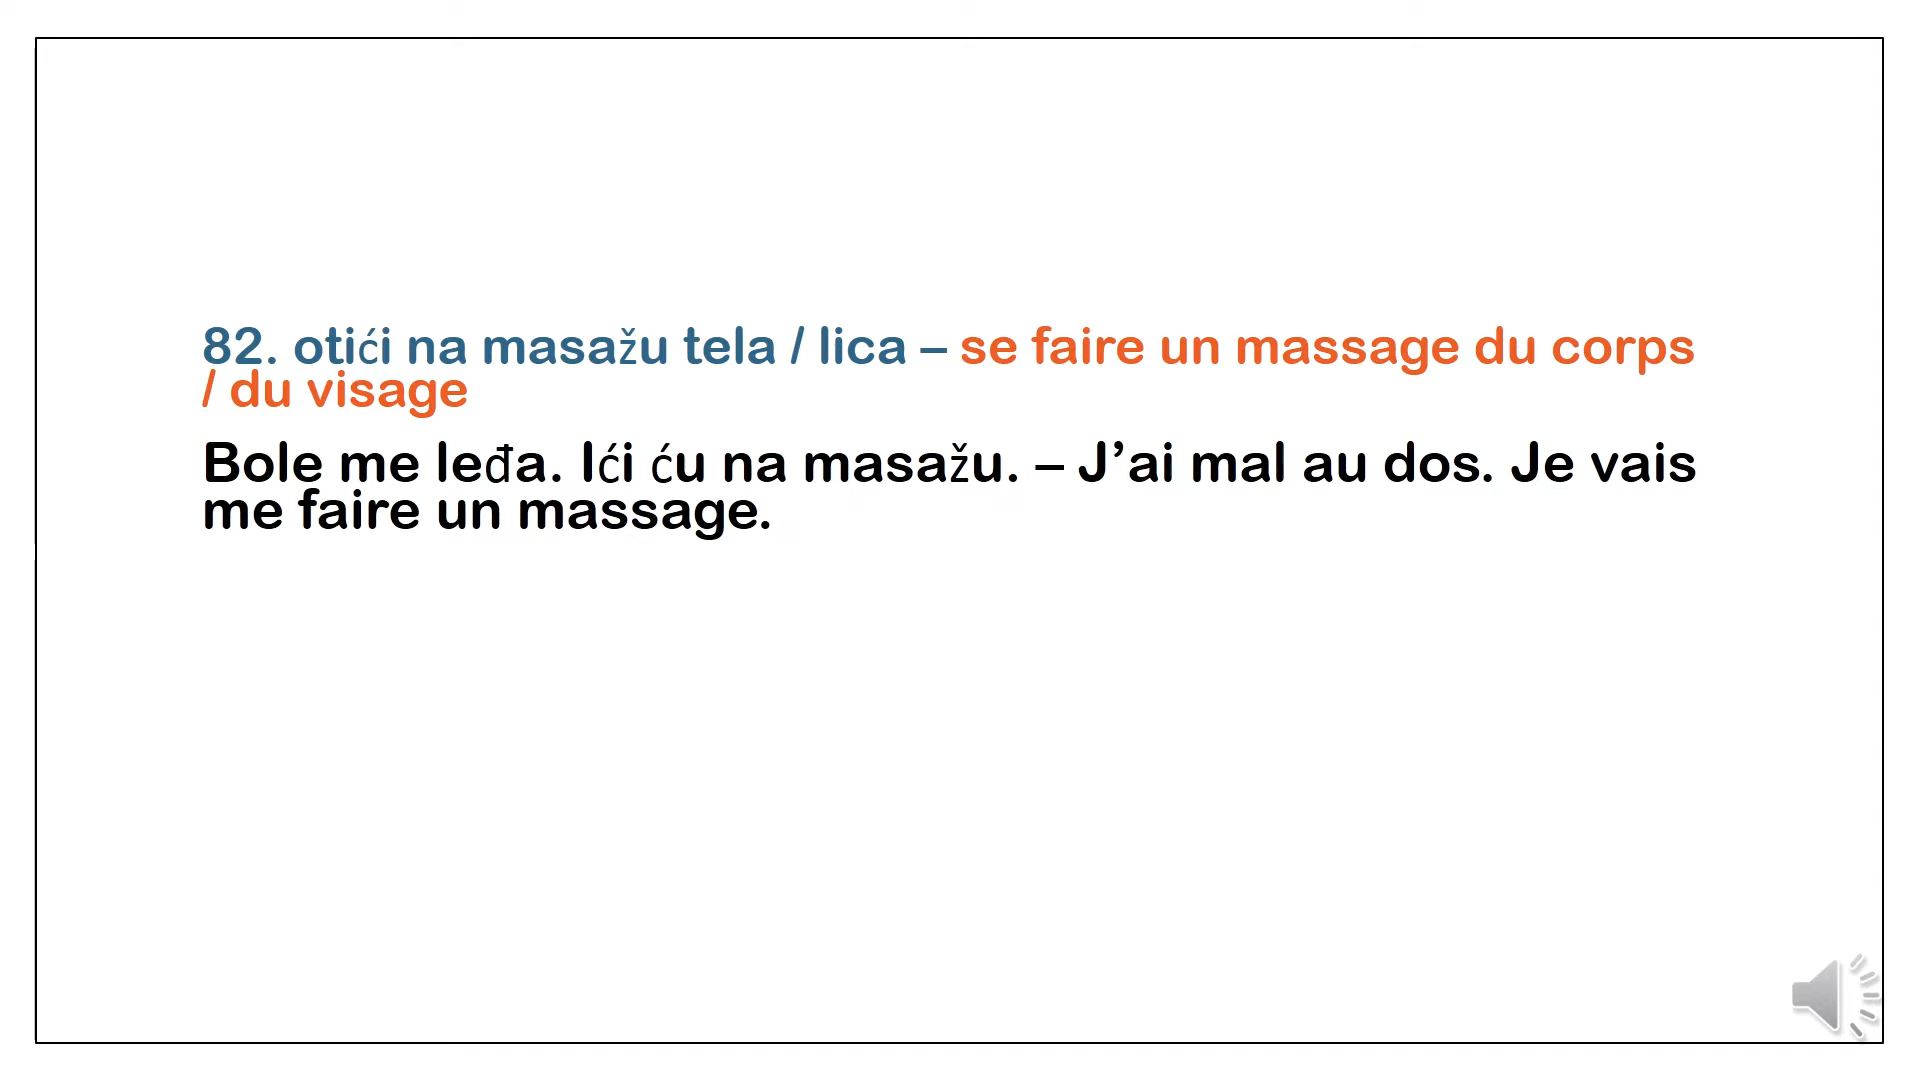 82. otići na masažu tela / lica – se faire un massage du corps
/ du visage
Bole me leđa. Ići ću na masažu. – J’ai mal au dos. Je vais
me faire un massage.